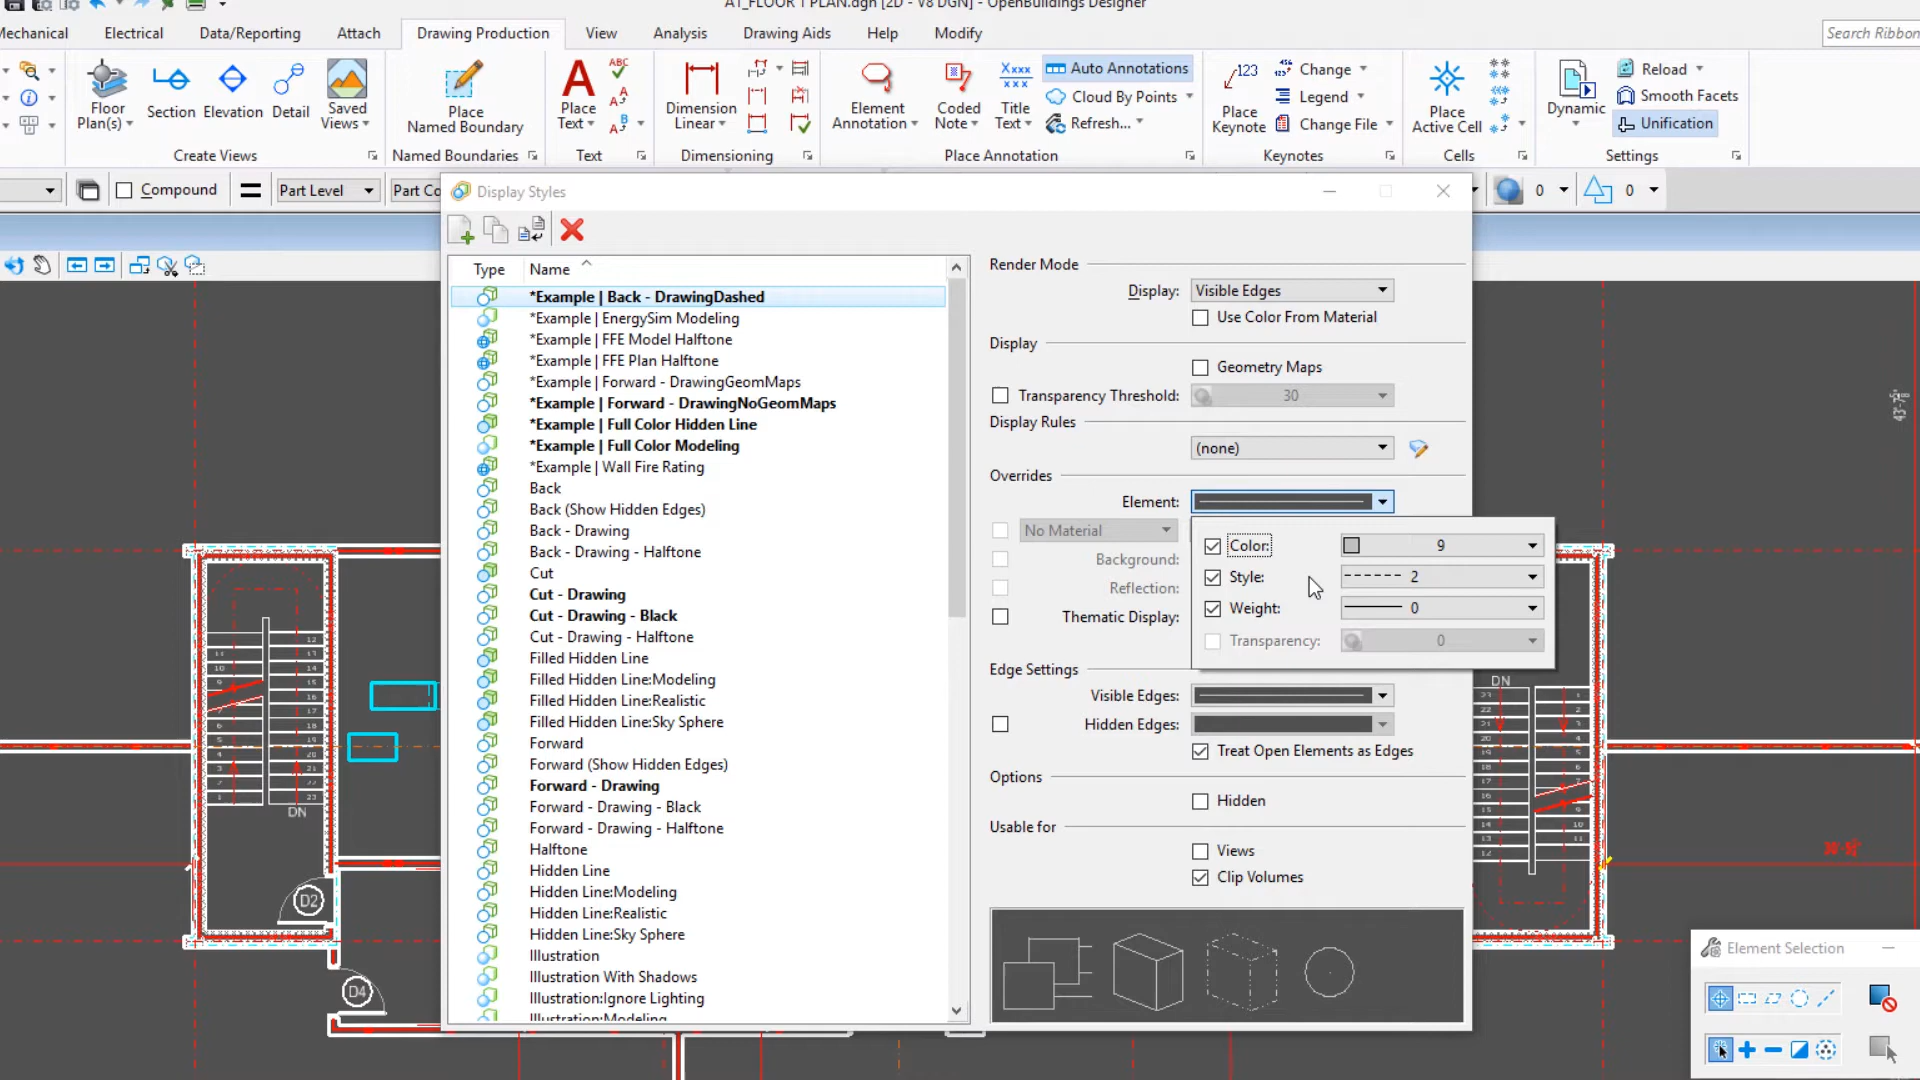 AT_FLOOR 1 PLAN.dgn [2D - V8 DGN] - OpenBuildings Designer
Mechanical Electrical Data/Reporting Attach Drawing Production View Analysis Drawing Aids Help Modify Search Ribbon
Floor Plan(s)
Section
Elevation
Detail
Saved Views
Create Views
Place Named Boundary
Named Boundaries
ABC
Place Text
Text
Dimension Linear
Dimensioning
Element Annotation
Coded Note
Xxxx
xxxx
Title Text
Auto Annotations
Cloud By Points
Refresh...
Place Annotation
123
Place Keynote
Change
Legend
Change File
Keynotes
Place Active Cell
Cells
Dynamic
Reload
Smooth Facets
Unification
Settings
Compound
Part Level
Part Co
0
0
Display Styles
Type Name
*Example | Back - DrawingDashed
*Example | EnergySim Modeling
*Example | FFE Model Halftone
*Example | FFE Plan Halftone
*Example | Forward - DrawingGeomMaps
*Example | Forward - DrawingNoGeomMaps
*Example | Full Color Hidden Line
*Example | Full Color Modeling
*Example | Wall Fire Rating
Back
Back (Show Hidden Edges)
Back - Drawing
Back - Drawing - Halftone
Cut
Cut - Drawing
Cut - Drawing - Black
Cut - Drawing - Halftone
Filled Hidden Line
Filled Hidden Line:Modeling
Filled Hidden Line:Realistic
Filled Hidden Line:Sky Sphere
Forward
Forward (Show Hidden Edges)
Forward - Drawing
Forward - Drawing - Black
Forward - Drawing - Halftone
Halftone
Hidden Line
Hidden Line:Modeling
Hidden Line:Realistic
Hidden Line:Sky Sphere
Illustration
Illustration With Shadows
Illustration:Ignore Lighting
Illustration:Modeling
Render Mode
Display: Visible Edges
Use Color From Material
Display
Geometry Maps
Transparency Threshold: 30
Display Rules
(none)
Overrides
Element:
No Material
Background:
Reflection:
Thematic Display:
Color: 9
Style: 2
Weight: 0
Transparency: 0
Edge Settings
Visible Edges:
Hidden Edges:
Treat Open Elements as Edges
Options
Hidden
Usable for
Views
Clip Volumes
DN
DN
D2
D4
Element Selection